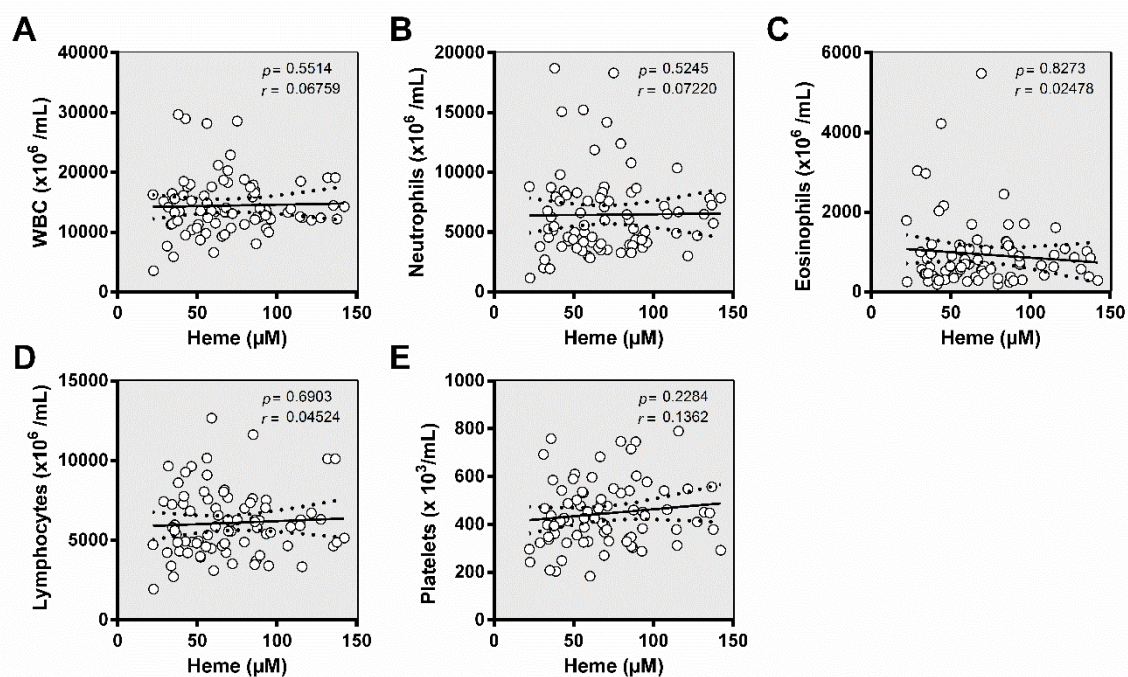 A
WBC (x10⁶ /mL)
40000
30000
20000
10000
0
p = 0.5514
r = 0.06759
0 50 100 150
Heme (µM)
B
Neutrophils (x10⁶ /mL)
20000
15000
10000
5000
0
p = 0.5245
r = 0.07220
0 50 100 150
Heme (µM)
C
Eosinophils (x10⁶ /mL)
6000
4000
2000
0
p = 0.8273
r = 0.02478
0 50 100 150
Heme (µM)
D
Lymphocytes (x10⁶ /mL)
15000
10000
5000
0
p = 0.6903
r = 0.04524
0 50 100 150
Heme (µM)
E
Platelets (x 10³/mL)
1000
800
600
400
200
0
p = 0.2284
r = 0.1362
0 50 100 150
Heme (µM)